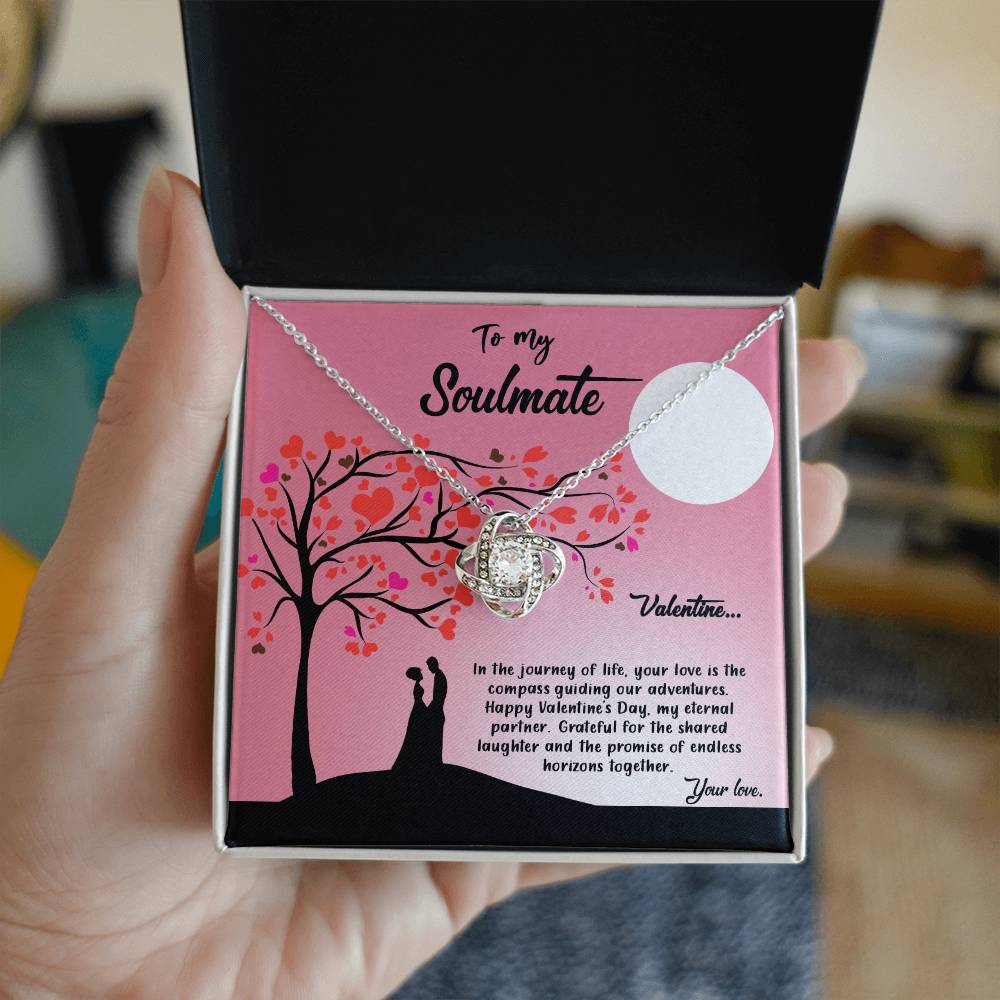 To my
Soulmate
Valentine...
In the journey of life, your love is the
compass guiding our adventures.
Happy Valentine's Day, my eternal
partner. Grateful for the shared
laughter and the promise of endless
horizons together.
Your love.